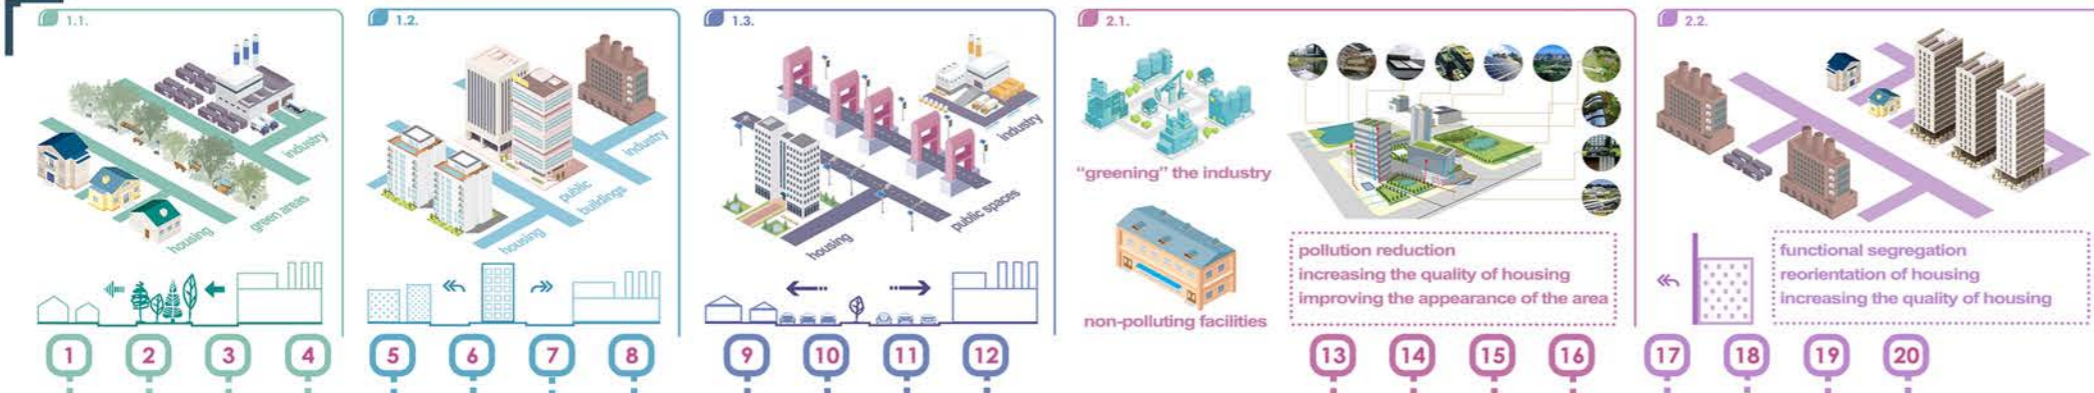 1.1.
industry
green areas
housing
1
2
3
4
1.2.
industry
public
buildings
housing
5
6
7
8
1.3.
industry
public spaces
housing
9
10
11
12
2.1.
"greening" the industry
non-polluting facilities
pollution reduction
increasing the quality of housing
improving the appearance of the area
13
14
15
16
2.2.
functional segregation
reorientation of housing
increasing the quality of housing
17
18
19
20